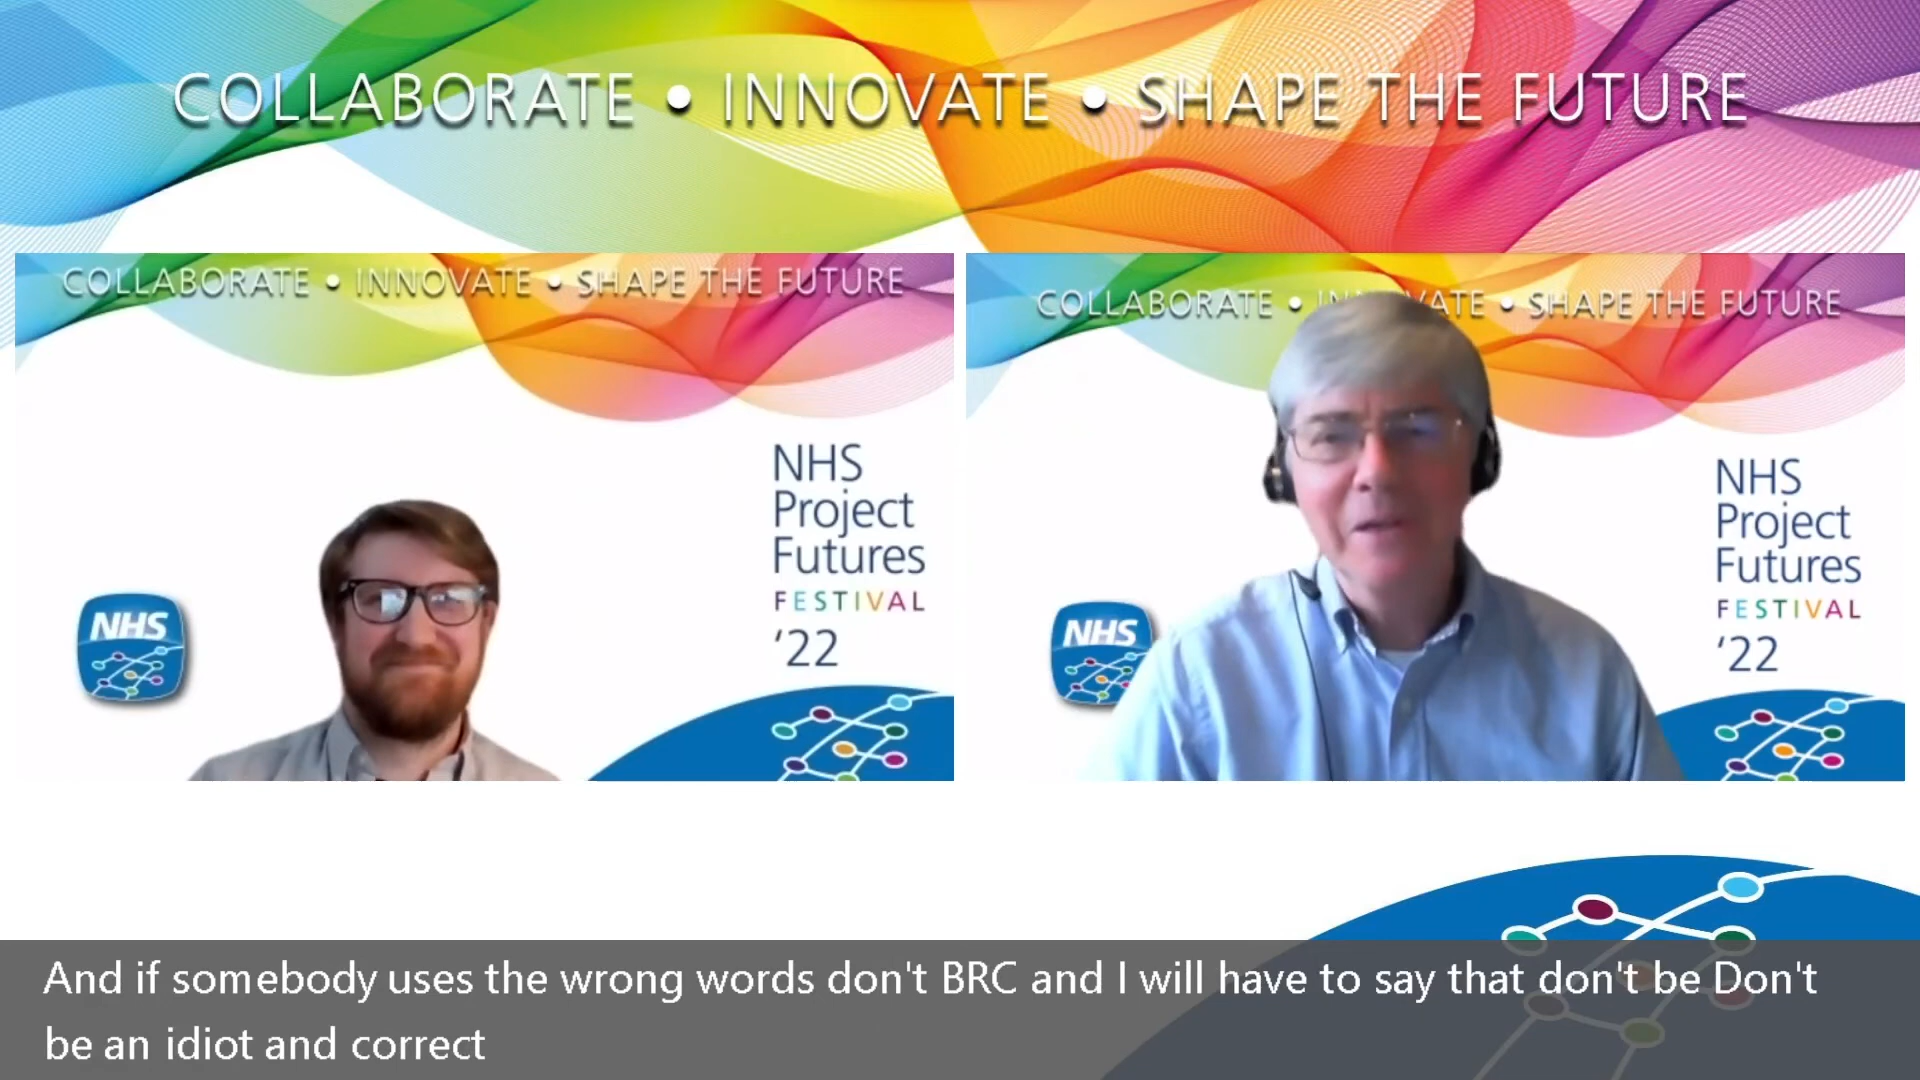 COLLABORATE • INNOVATE • SHAPE THE FUTURE
COLLABORATE • INNOVATE • SHAPE THE FUTURE
NHS
Project
Futures
FESTIVAL
'22
NHS
COLLABORATE • IN VATE • SHAPE THE FUTURE
NHS
Project
Futures
FESTIVAL
'22
NHS
And if somebody uses the wrong words don't BRC and I will have to say that don't be Don't
be an idiot and correct